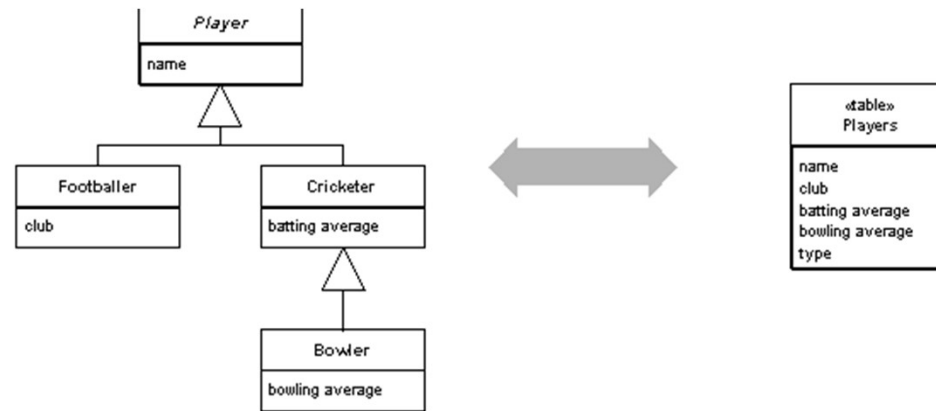 Player
name
Footballer
club
Cricketer
batting average
Bowler
bowling average
«table»
Players
name
club
batting average
bowling average
type